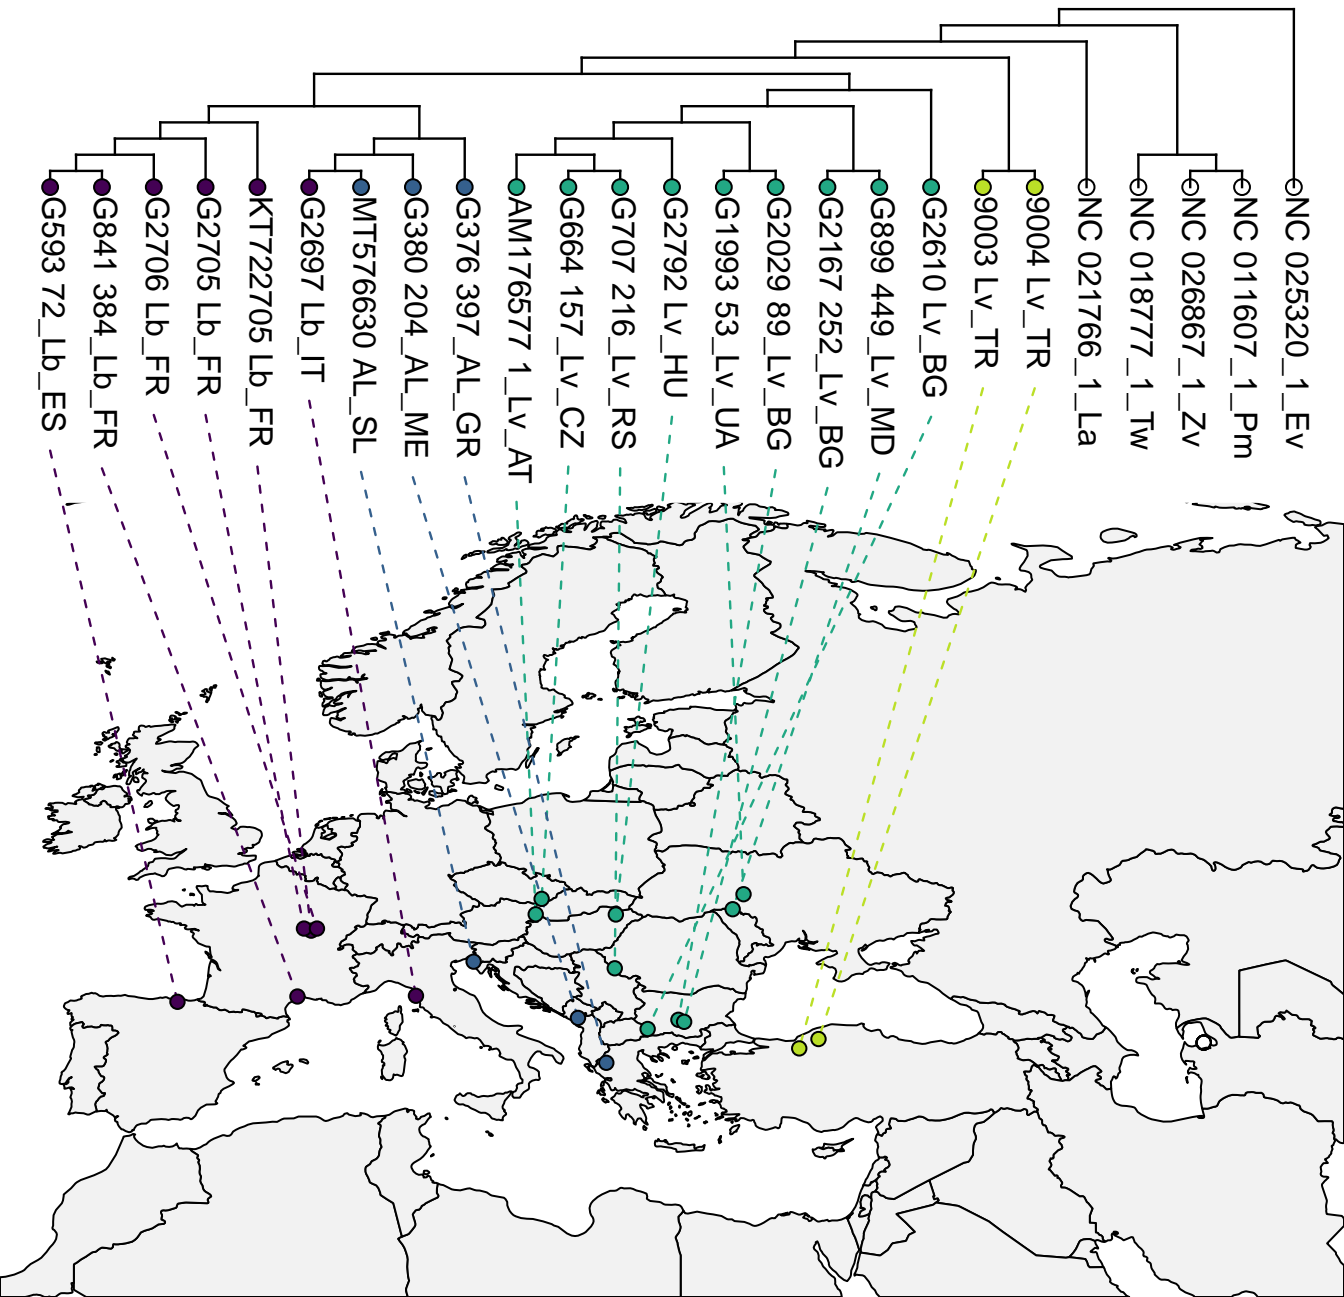 G593 72_Lb_ES
G841 384_Lb_FR
G2706 Lb_FR
G2705 Lb_FR
KT722705 Lb_FR
G2697 Lb_IT
MT576630 AL_SL
G380 204_AL_ME
G376 397_AL_GR
AM176577 1_Lv_AT
G664 157_Lv_CZ
G707 216_Lv_RS
G2792 Lv_HU
G1993 53_Lv_UA
G2029 89_Lv_BG
G2167 252_Lv_BG
G899 449_Lv_MD
G2610 Lv_BG
9003 Lv_TR
9004 Lv_TR
NC 021766_1_La
NC 018777_1_Tw
NC 026867_1_Zv
NC 011607_1_Pm
NC 025320_1_Ev